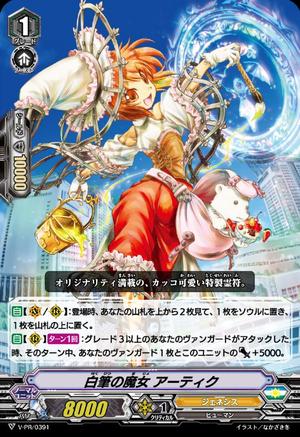 1
グレード
ブースト
10000
オリジナリティ満載の、カッコ可愛い特製霊符。
【自】:登場時、あなたの山札を上から2枚見て、1枚をソウルに置き、
1枚を山札の上に置く。
【自】【ターン1回】:グレード3以上のあなたのヴァンガードがアタックした
時、そのターン中、あなたのヴァンガード1枚とこのユニットの+5000。
白筆の魔女 アーティク
8000
1
クリティカル
ジェネシス
ヒューマン
V-PR/0391
イラスト/なかざき冬